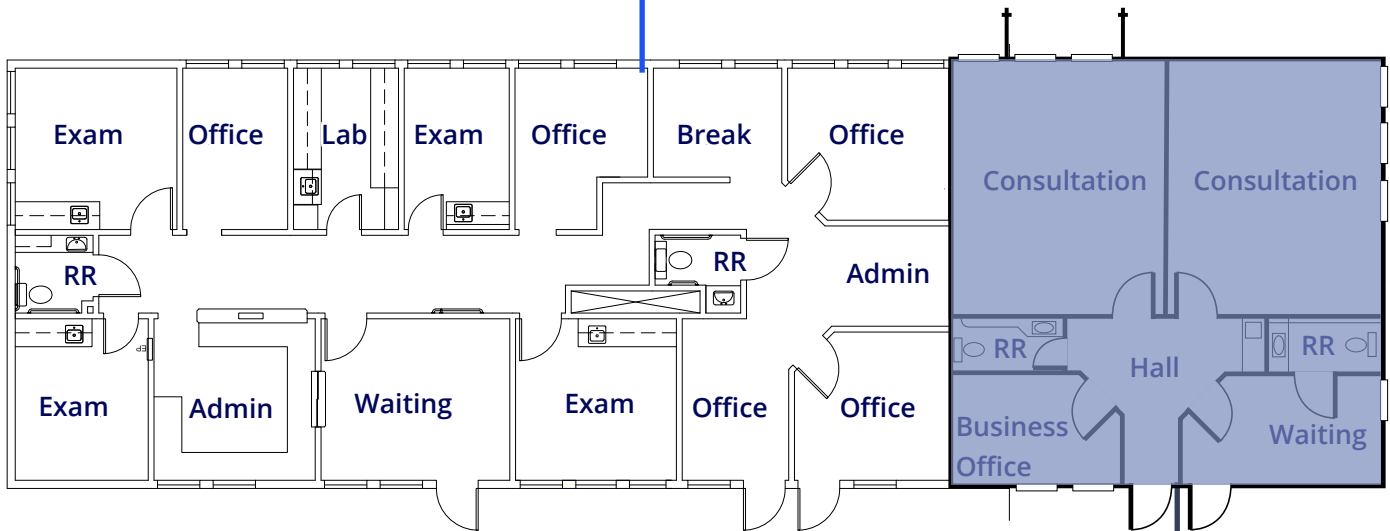 Exam
Office
Lab
Exam
Office
Break
Office
Consultation
Consultation
RR
RR
Admin
RR
RR
Hall
Exam
Admin
Waiting
Exam
Office
Office
Business
Office
Waiting